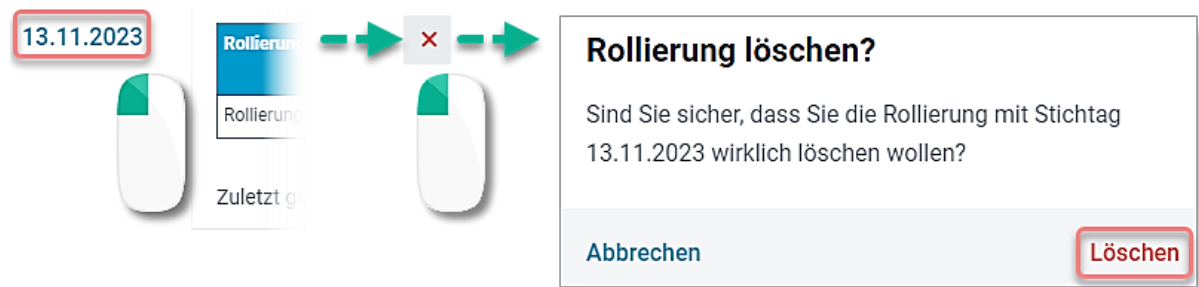 13.11.2023
Rollierung
Rollierung
Zuletzt
×
Rollierung löschen?
Sind Sie sicher, dass Sie die Rollierung mit Stichtag
13.11.2023 wirklich löschen wollen?
Abbrechen
Löschen